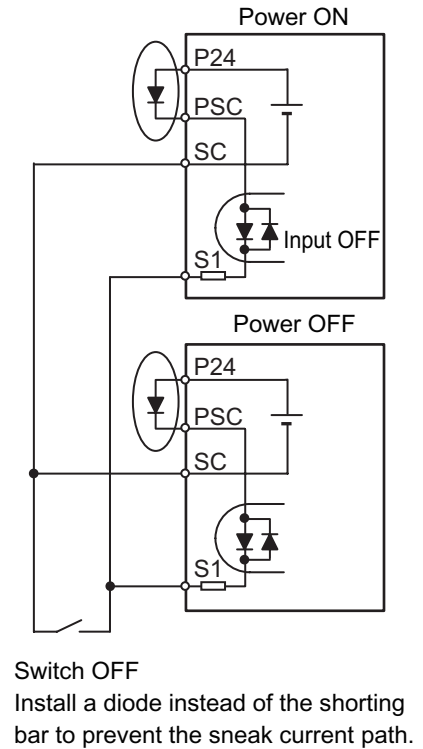 Power ON
P24
PSC
SC
Input OFF
S1
Power OFF
P24
PSC
SC
S1
Switch OFF
Install a diode instead of the shorting
bar to prevent the sneak current path.